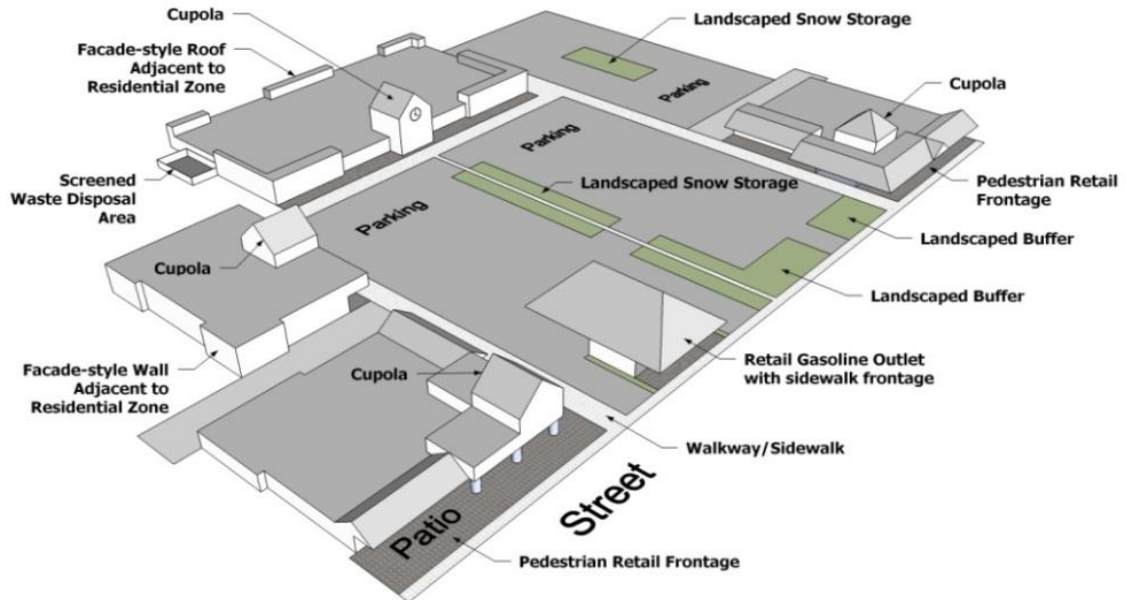 Cupola
Landscaped Snow Storage
Facade-style Roof
Adjacent to
Residential Zone
Parking
Cupola
Parking
Screened
Waste Disposal
Area
Landscaped Snow Storage
Pedestrian Retail
Frontage
Parking
Landscaped Buffer
Cupola
Landscaped Buffer
Facade-style Wall
Adjacent to
Residential Zone
Cupola
Retail Gasoline Outlet
with sidewalk frontage
Walkway/Sidewalk
Street
Patio
Pedestrian Retail Frontage